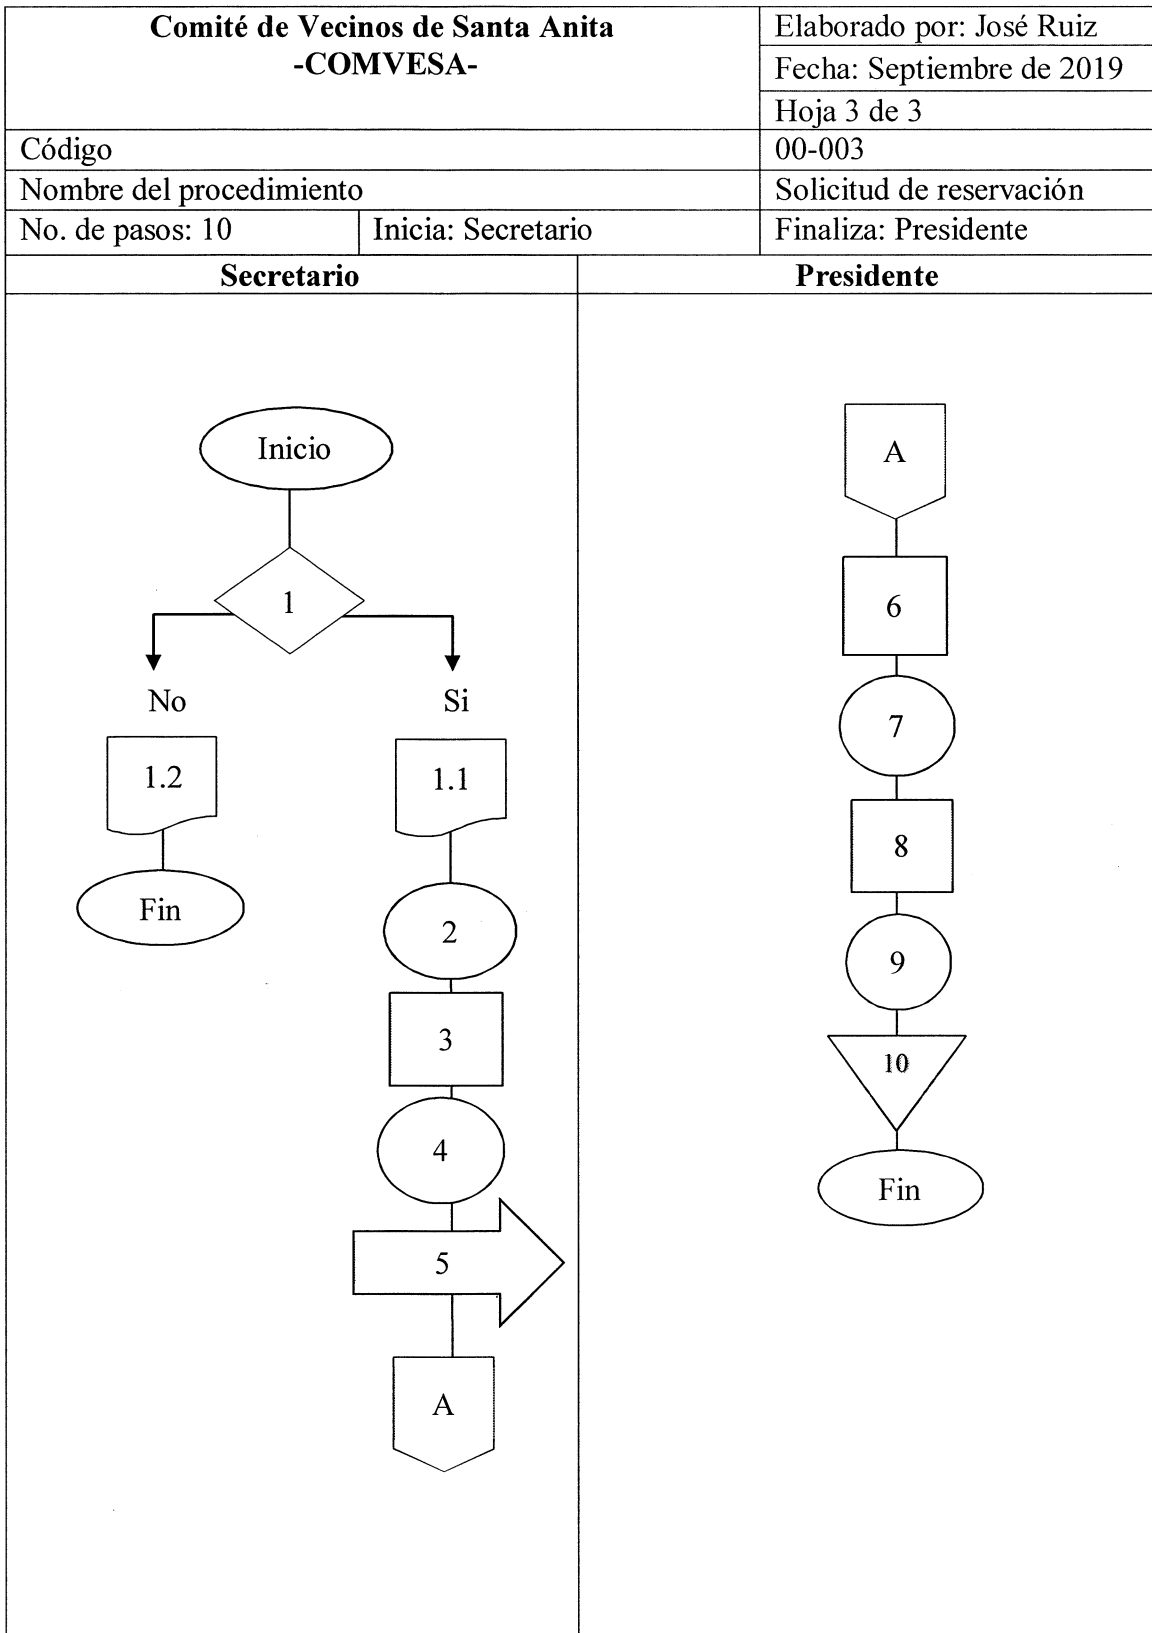 Comité de Vecinos de Santa Anita
-COMVESA-
Elaborado por: José Ruiz
Fecha: Septiembre de 2019
Hoja 3 de 3
Código
00-003
Nombre del procedimiento
Solicitud de reservación
No. de pasos: 10
Inicia: Secretario
Finaliza: Presidente
Secretario
Presidente
Inicio
1
No
Si
1.2
1.1
Fin
2
3
4
5
A
A
6
7
8
9
10
Fin